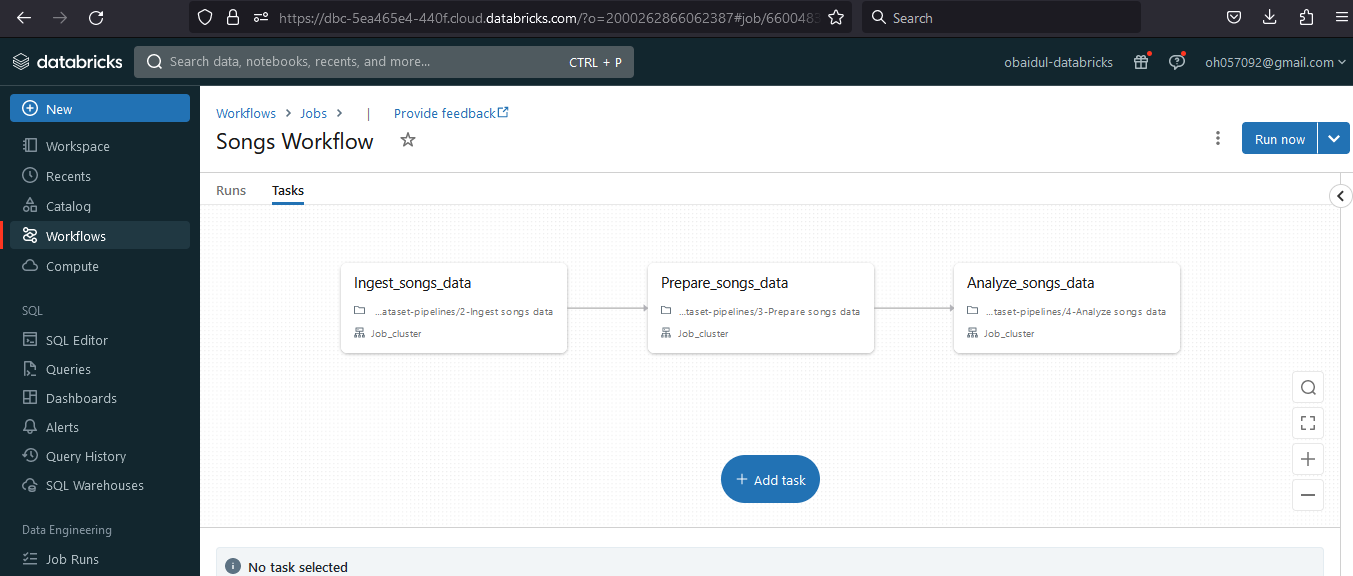 https://dbc-5ea465e4-440f.cloud.databricks.com/?o=2000262866062387#job/6600483
Search
databricks
Search data, notebooks, recents, and more...
CTRL + P
obaidul-databricks
oh057092@gmail.com
New
Workspace
Recents
Catalog
Workflows
Compute
SQL
SQL Editor
Queries
Dashboards
Alerts
Query History
SQL Warehouses
Data Engineering
Job Runs
Workflows > Jobs > | Provide feedback
Songs Workflow
Run now
Runs
Tasks
Ingest_songs_data
...ataset-pipelines/2-Ingest songs data
Job_cluster
Prepare_songs_data
...taset-pipelines/3-Prepare songs data
Job_cluster
Analyze_songs_data
...taset-pipelines/4-Analyze songs data
Job_cluster
+ Add task
No task selected